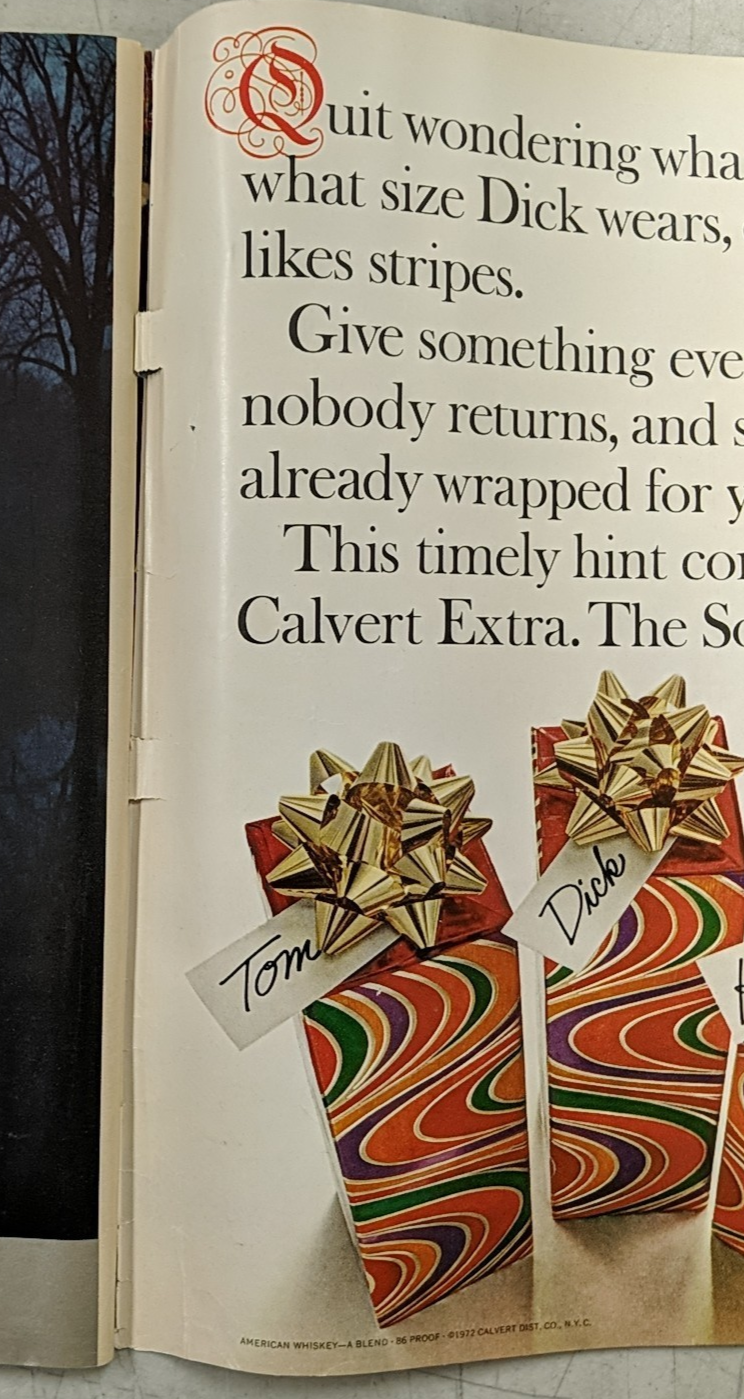 Quit wondering wha
what size Dick wears,
likes stripes.
Give something eve
nobody returns, and s
already wrapped for y
This timely hint co
Calvert Extra. The So
Tom
Dick
AMERICAN WHISKEY—A BLEND · 86 PROOF · ©1972 CALVERT DIST. CO., N.Y.C.